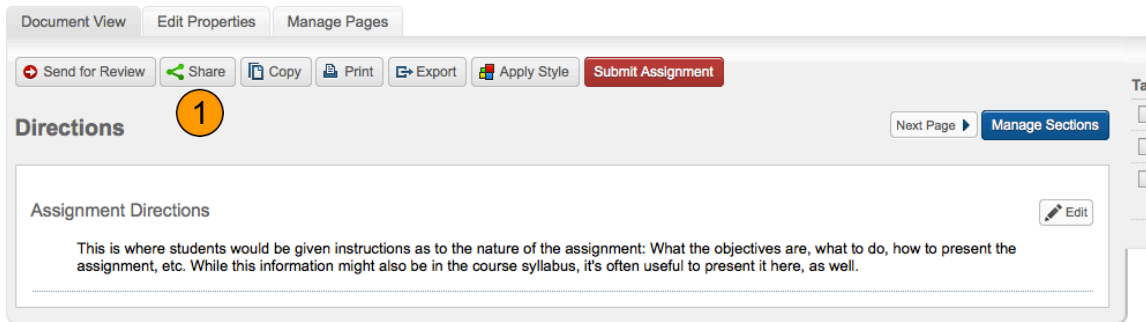 Document View Edit Properties Manage Pages
Send for Review Share Copy Print Export Apply Style Submit Assignment
1
Directions Next Page Manage Sections
Assignment Directions Edit
This is where students would be given instructions as to the nature of the assignment: What the objectives are, what to do, how to present the
assignment, etc. While this information might also be in the course syllabus, it's often useful to present it here, as well.